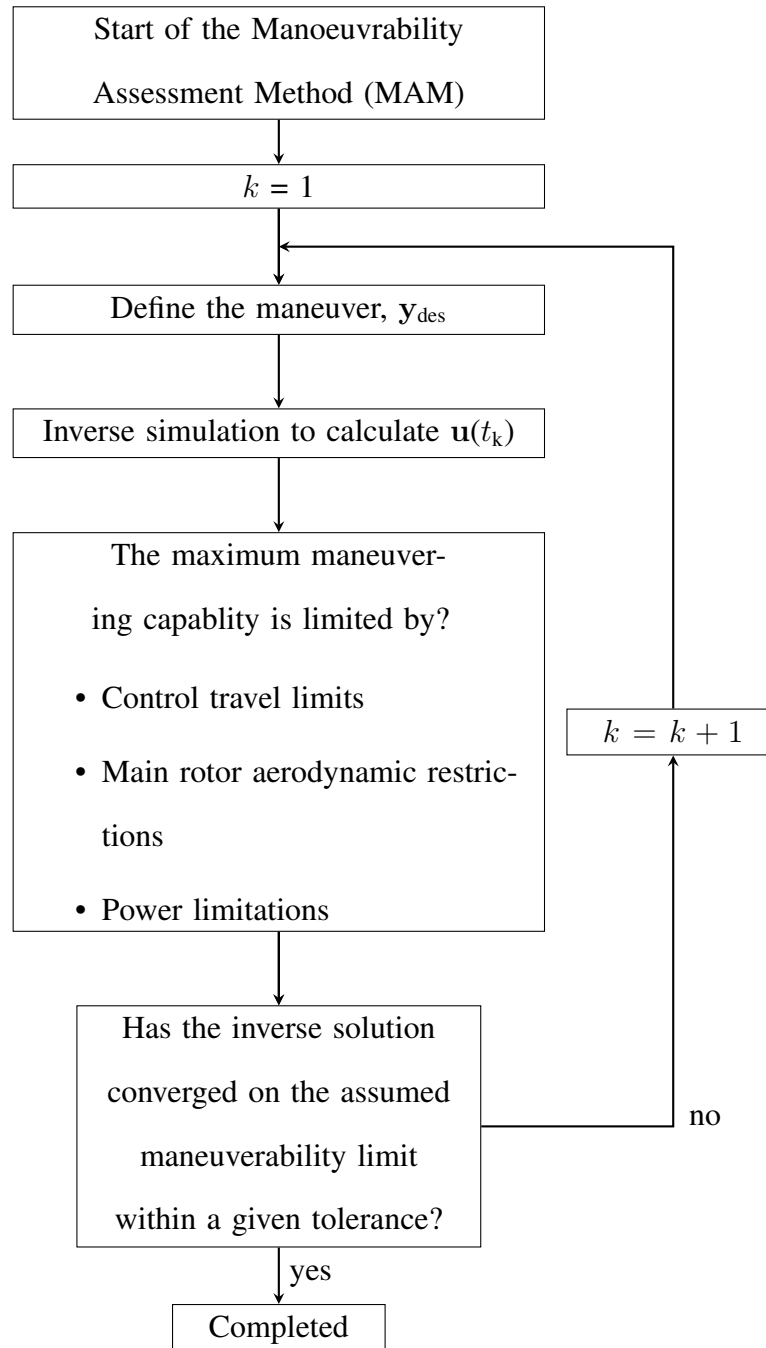 Start of the Manoeuvrability
Assessment Method (MAM)
k = 1
Define the maneuver, y_des
Inverse simulation to calculate u(t_k)
The maximum maneuver-
ing capablity is limited by?
• Control travel limits
• Main rotor aerodynamic restric-
tions
• Power limitations
k = k + 1
Has the inverse solution
converged on the assumed
maneuverability limit
within a given tolerance?
no
yes
Completed